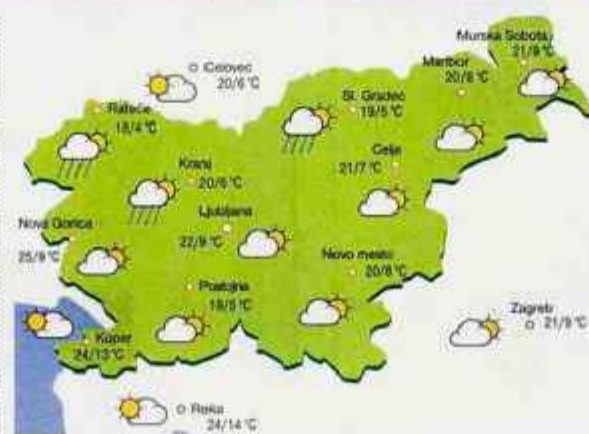 Murska Sobota
21/9 °C
Maribor
20/8 °C
Celovec
20/6 °C
Sl. Gradec
19/5 °C
Rateče
18/4 °C
Celje
21/7 °C
Kranj
20/6 °C
Ljubljana
22/9 °C
Nova Gorica
25/9 °C
Novo mesto
20/8 °C
Postojna
19/5 °C
Zagreb
21/9 °C
Koper
24/13 °C
Reka
24/14 °C